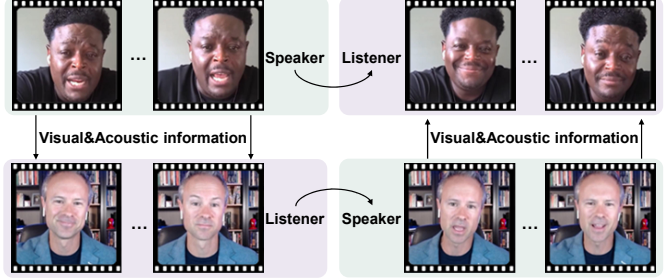 ...
...
Speaker
Listener
Visual&Acoustic information
Visual&Acoustic information
...
...
Listener
Speaker